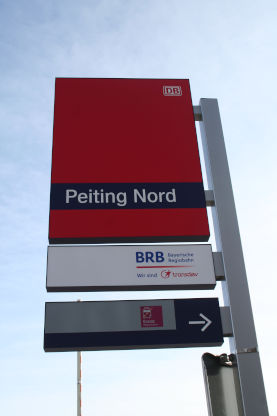 DB
Peiting Nord
BRB Bayerische
Regiobahn
Wir sind transdev